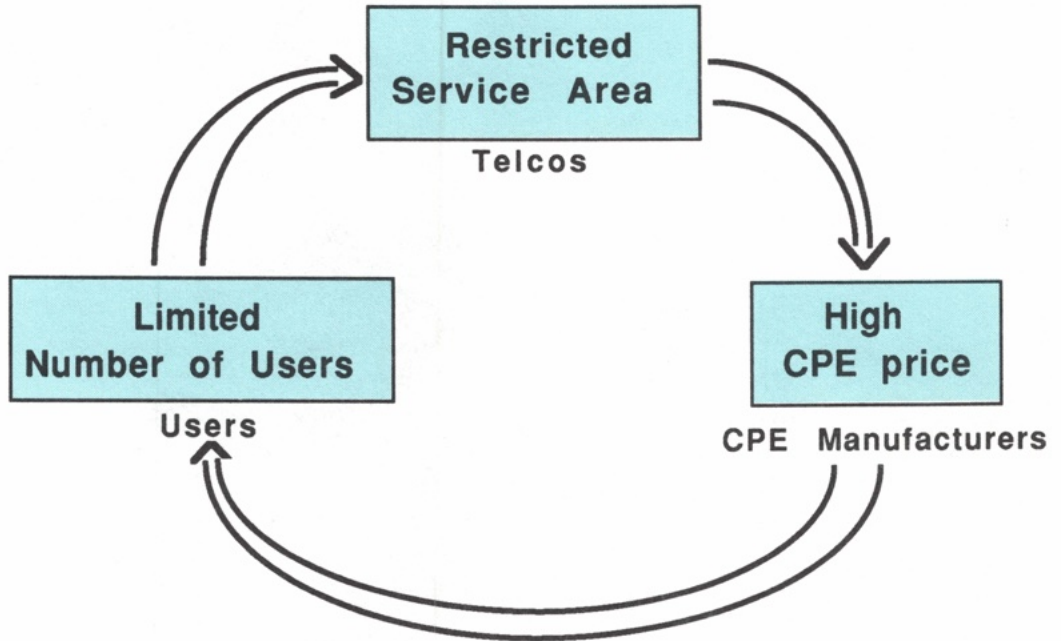 Restricted
Service Area
Telcos
Limited
Number of Users
Users
High
CPE price
CPE Manufacturers